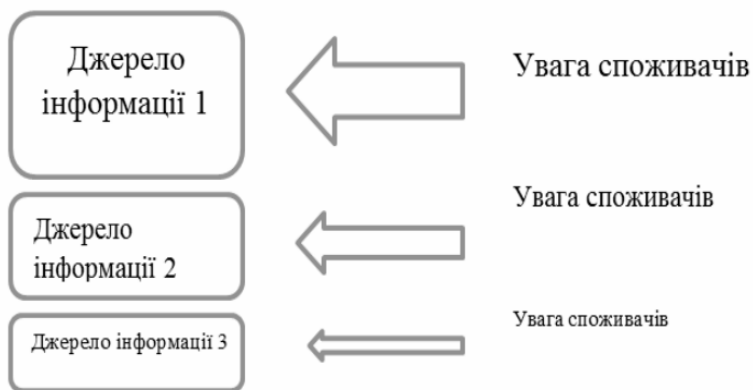 Джерело
інформації 1
Увага споживачів
Джерело
інформації 2
Увага споживачів
Джерело інформації 3
Увага споживачів